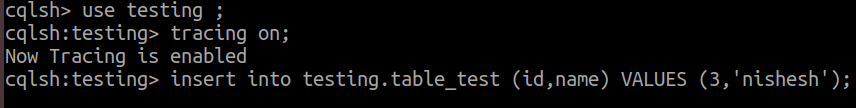 cqlsh> use testing ;
cqlsh:testing> tracing on;
Now Tracing is enabled
cqlsh:testing> insert into testing.table_test (id,name) VALUES (3,'nishesh');